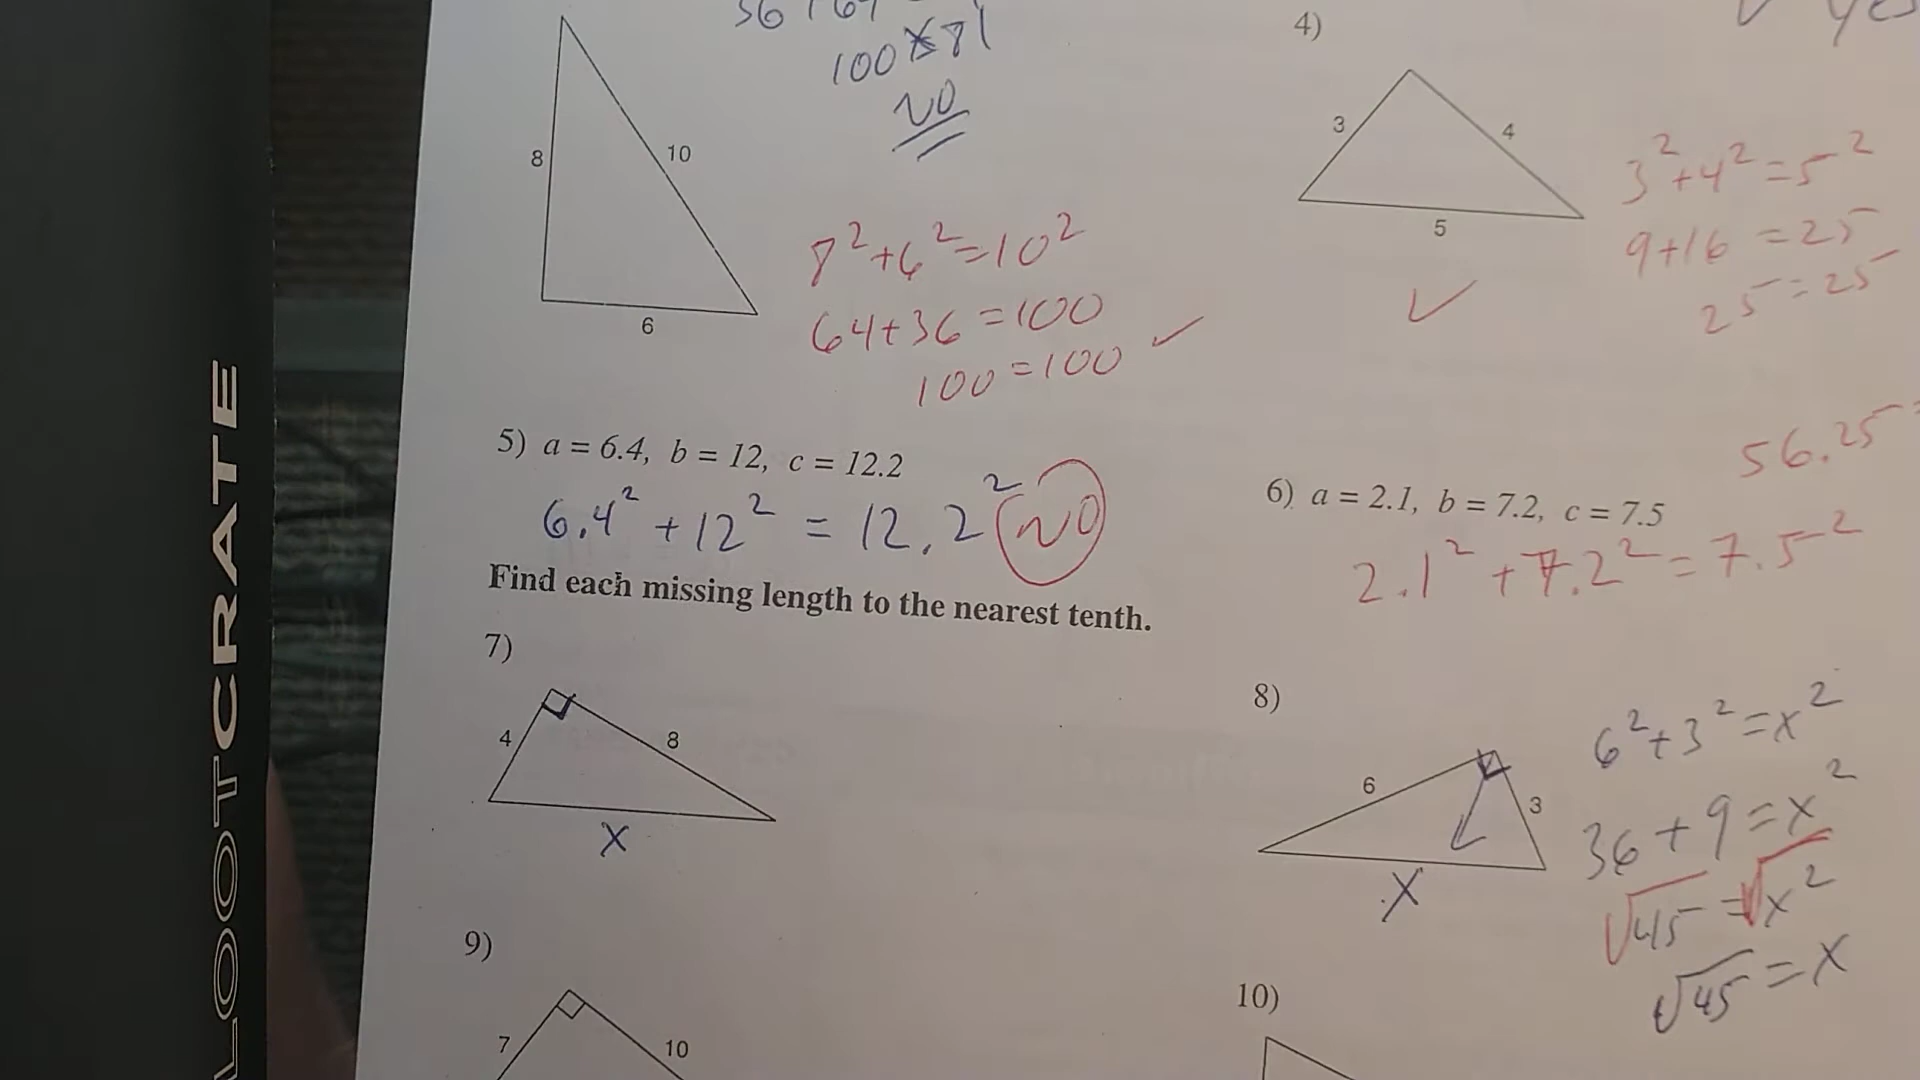 100 ≠ 81
NO
8
10
6
8² + 6² = 10²
64 + 36 = 100
100 = 100 ✓
4)
3
4
5
3² + 4² = 5²
9 + 16 = 25
25 = 25
✓
5) a = 6.4, b = 12, c = 12.2
6.4² + 12² = 12.2² NO
56.25
6) a = 2.1, b = 7.2, c = 7.5
2.1² + 7.2² = 7.5²
Find each missing length to the nearest tenth.
7)
4
8
X
8)
6
3
X
6² + 3² = x²
36 + 9 = x²
√45 = √x²
√45 = x
9)
7
10
10)
LOOTCRATE